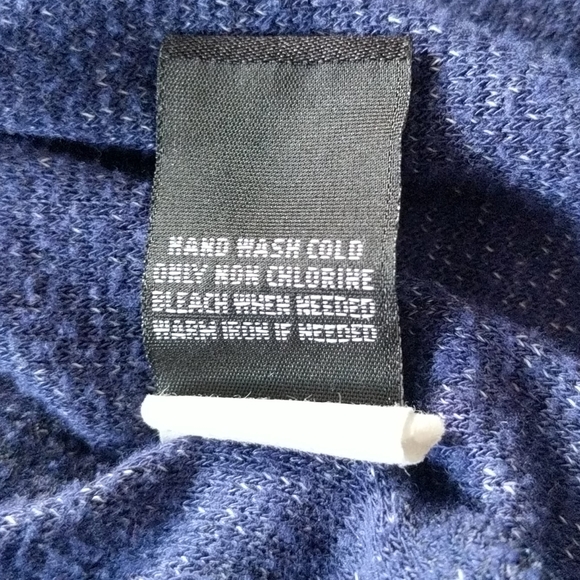 HAND WASH COLD
ONLY NON CHLORINE
BLEACH WHEN NEEDED
WARM IRON IF NEEDED